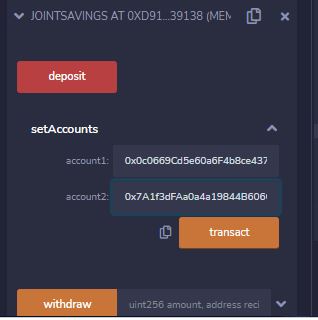 JOINTSAVINGS AT 0XD91...39138 (MEM
deposit
setAccounts
account1: 0x0c0669Cd5e60a6F4b8ce437
account2: 0x7A1f3dFAa0a4a19844B606
transact
withdraw uint256 amount, address reci